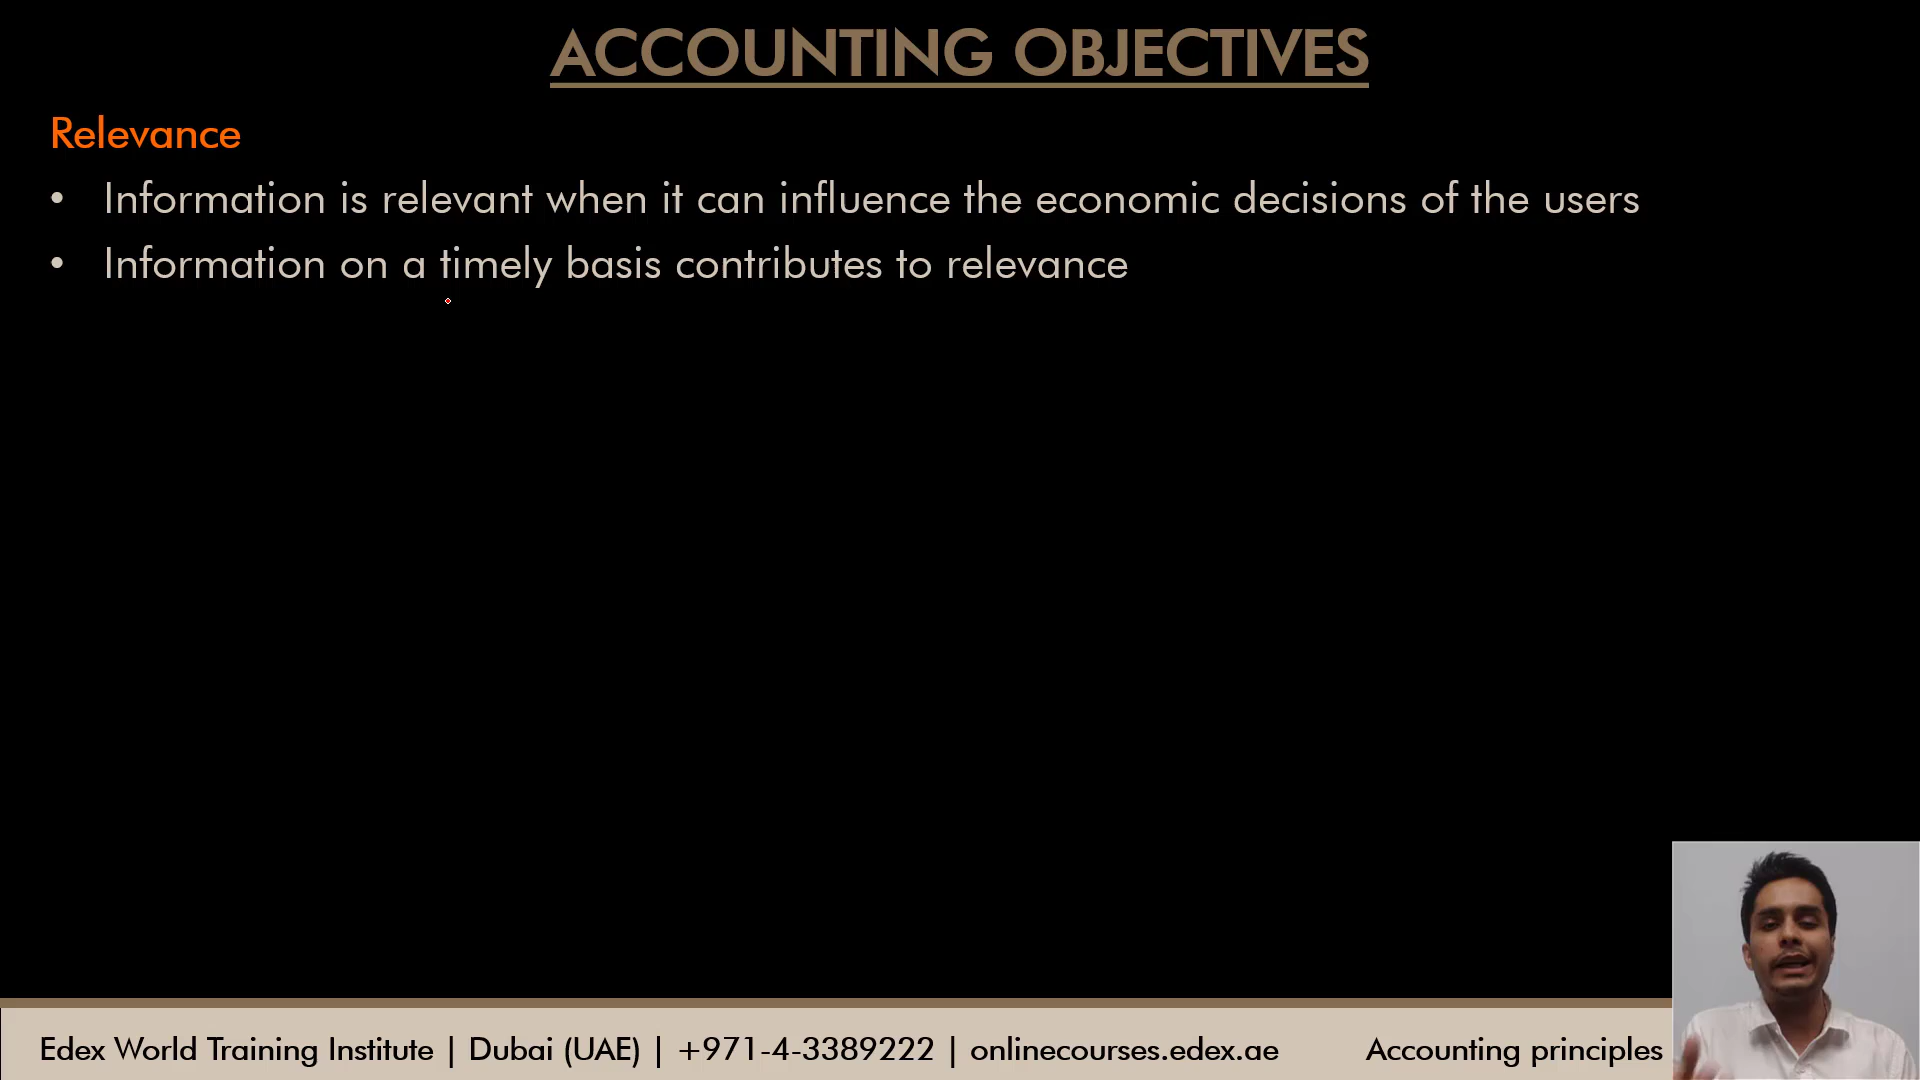 ACCOUNTING OBJECTIVES
Relevance
• Information is relevant when it can influence the economic decisions of the users
• Information on a timely basis contributes to relevance
Edex World Training Institute | Dubai (UAE) | +971-4-3389222 | onlinecourses.edex.ae Accounting principles